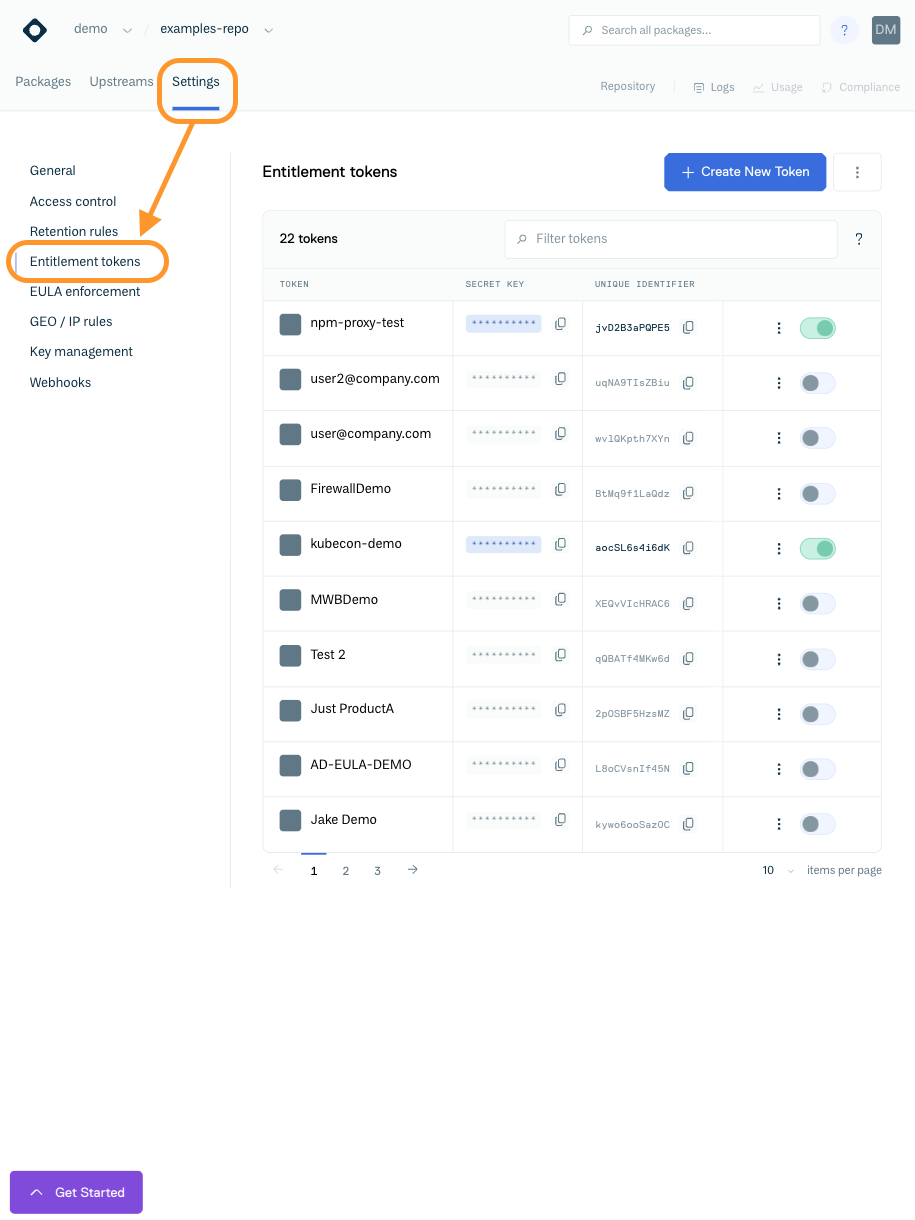 demo / examples-repo
Search all packages...
?
DM
Packages Upstreams Settings
Repository Logs Usage Compliance
General
Access control
Retention rules
Entitlement tokens
EULA enforcement
GEO / IP rules
Key management
Webhooks
Entitlement tokens
+ Create New Token
22 tokens
Filter tokens
?
TOKEN SECRET KEY UNIQUE IDENTIFIER
npm-proxy-test ********** jvD2B3aPQPE5
user2@company.com ********** uqNA9TIsZBiu
user@company.com ********** wvlQKpth7XYn
FirewallDemo ********** BtMq9f1LaQdz
kubecon-demo ********** aocSL6s4i6dK
MWBDemo ********** XEQvVIcHRAC6
Test 2 ********** qQBATf4MKw6d
Just ProductA ********** 2pOSBF5HzsMZ
AD-EULA-DEMO ********** L8oCVsnIf45N
Jake Demo ********** kywo6ooSazOC
← 1 2 3 →
10 items per page
Get Started